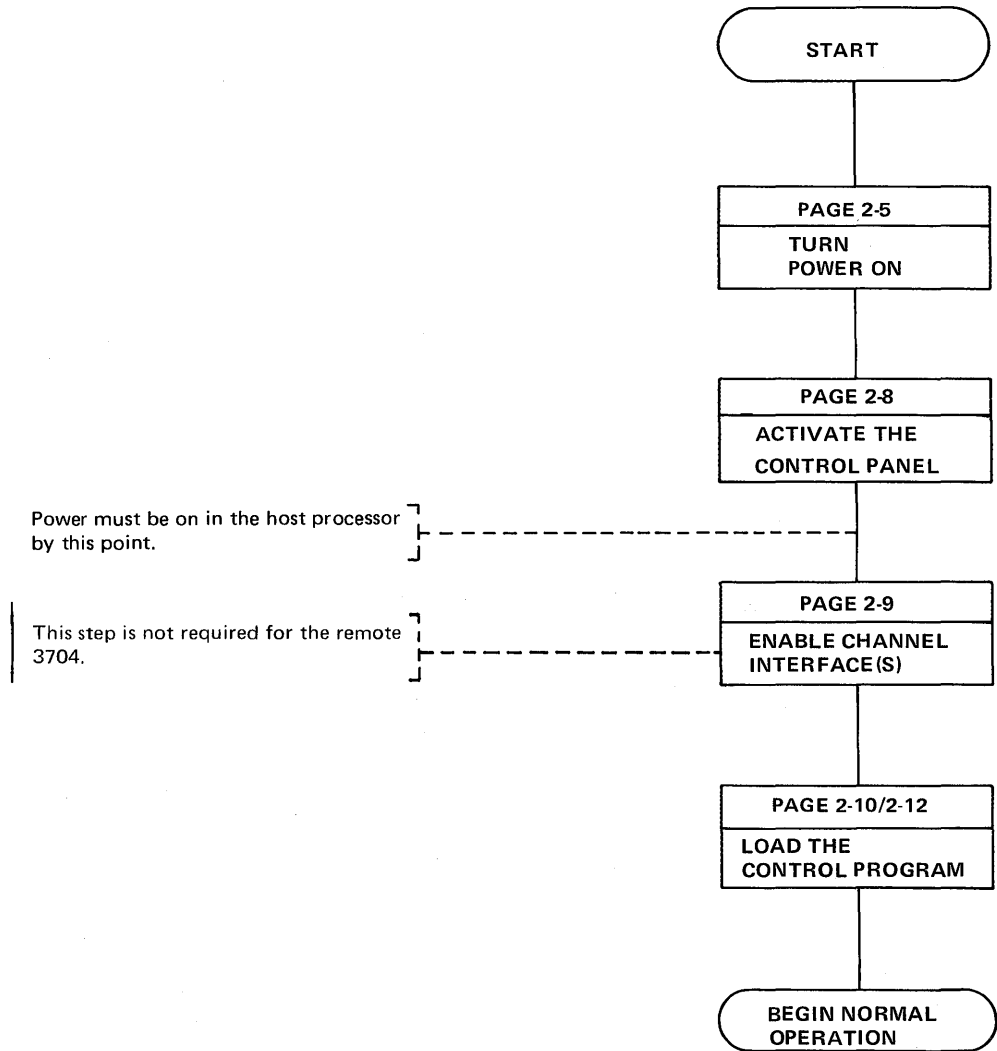 START
PAGE 2-5
TURN
POWER ON
PAGE 2-8
ACTIVATE THE
CONTROL PANEL
Power must be on in the host processor
by this point.
PAGE 2-9
ENABLE CHANNEL
INTERFACE(S)
This step is not required for the remote
3704.
PAGE 2-10/2-12
LOAD THE
CONTROL PROGRAM
BEGIN NORMAL
OPERATION